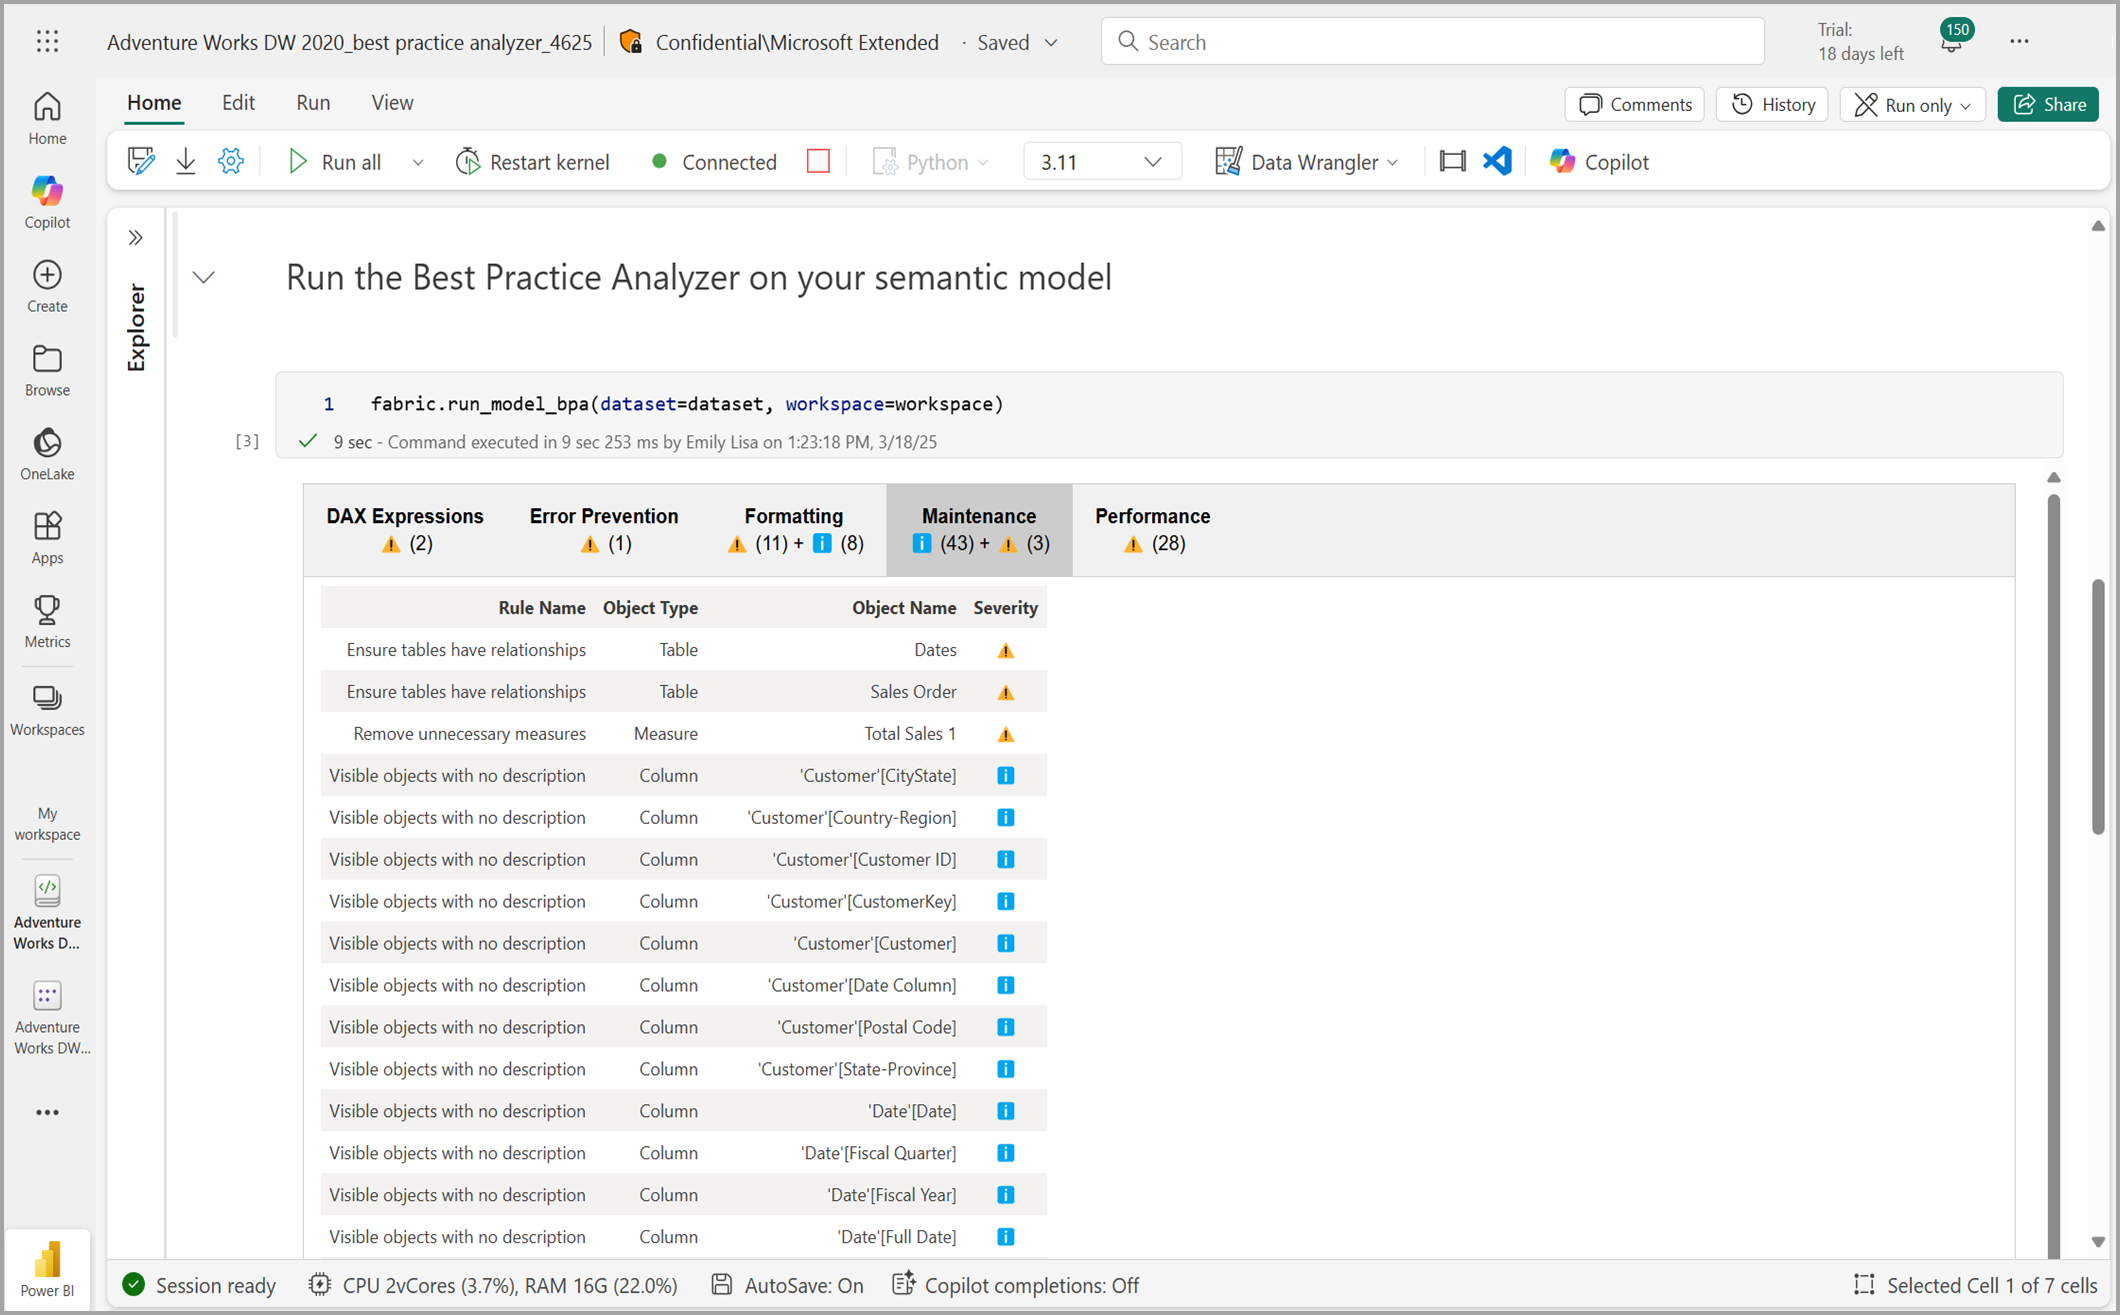 Adventure Works DW 2020_best practice analyzer_4625
Confidential\Microsoft Extended · Saved
Search
Trial:
18 days left
150
Home Edit Run View
Comments History Run only Share
Run all Restart kernel Connected Python 3.11 Data Wrangler Copilot
Home
Copilot
Create
Browse
OneLake
Apps
Metrics
Workspaces
My
workspace
Adventure
Works D...
Adventure
Works DW...
Power BI
Explorer
Run the Best Practice Analyzer on your semantic model
1 fabric.run_model_bpa(dataset=dataset, workspace=workspace)
[3] 9 sec - Command executed in 9 sec 253 ms by Emily Lisa on 1:23:18 PM, 3/18/25
DAX Expressions Error Prevention Formatting Maintenance Performance
(2) (1) (11) + i (8) i (43) + (3) (28)
Rule Name Object Type Object Name Severity
Ensure tables have relationships Table Dates
Ensure tables have relationships Table Sales Order
Remove unnecessary measures Measure Total Sales 1
Visible objects with no description Column 'Customer'[CityState] i
Visible objects with no description Column 'Customer'[Country-Region] i
Visible objects with no description Column 'Customer'[Customer ID] i
Visible objects with no description Column 'Customer'[CustomerKey] i
Visible objects with no description Column 'Customer'[Customer] i
Visible objects with no description Column 'Customer'[Date Column] i
Visible objects with no description Column 'Customer'[Postal Code] i
Visible objects with no description Column 'Customer'[State-Province] i
Visible objects with no description Column 'Date'[Date] i
Visible objects with no description Column 'Date'[Fiscal Quarter] i
Visible objects with no description Column 'Date'[Fiscal Year] i
Visible objects with no description Column 'Date'[Full Date] i
Session ready CPU 2vCores (3.7%), RAM 16G (22.0%) AutoSave: On Copilot completions: Off Selected Cell 1 of 7 cells